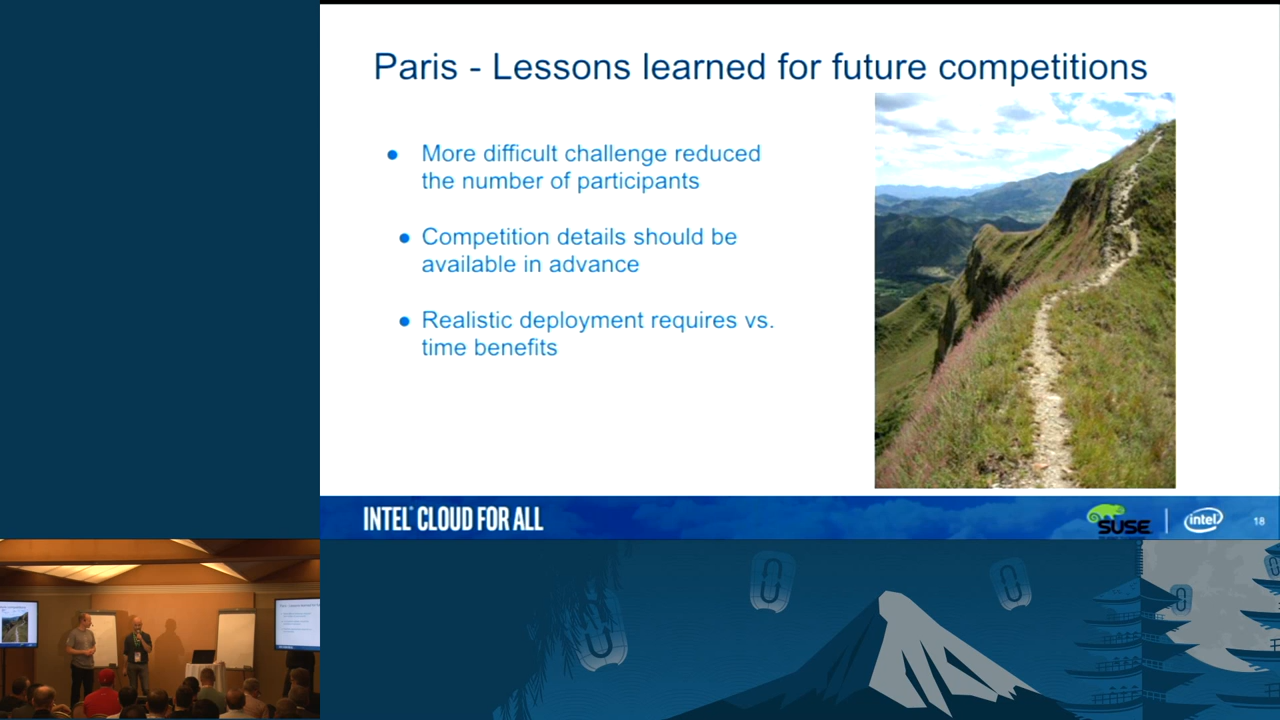 Paris - Lessons learned for future competitions
● More difficult challenge reduced
the number of participants
● Competition details should be
available in advance
● Realistic deployment requires vs.
time benefits
INTEL® CLOUD FOR ALL
SUSE
intel
18